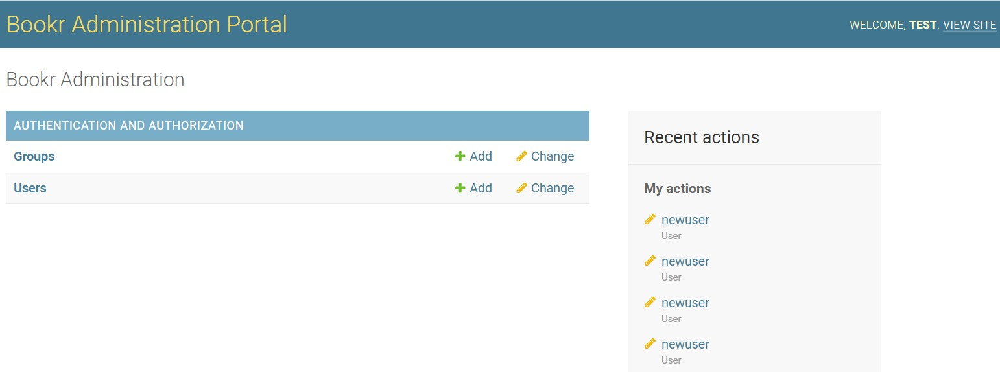 Bookr Administration Portal
WELCOME, TEST. VIEW SITE
Bookr Administration
AUTHENTICATION AND AUTHORIZATION
Groups Add Change
Users Add Change
Recent actions
My actions
newuser
User
newuser
User
newuser
User
newuser
User